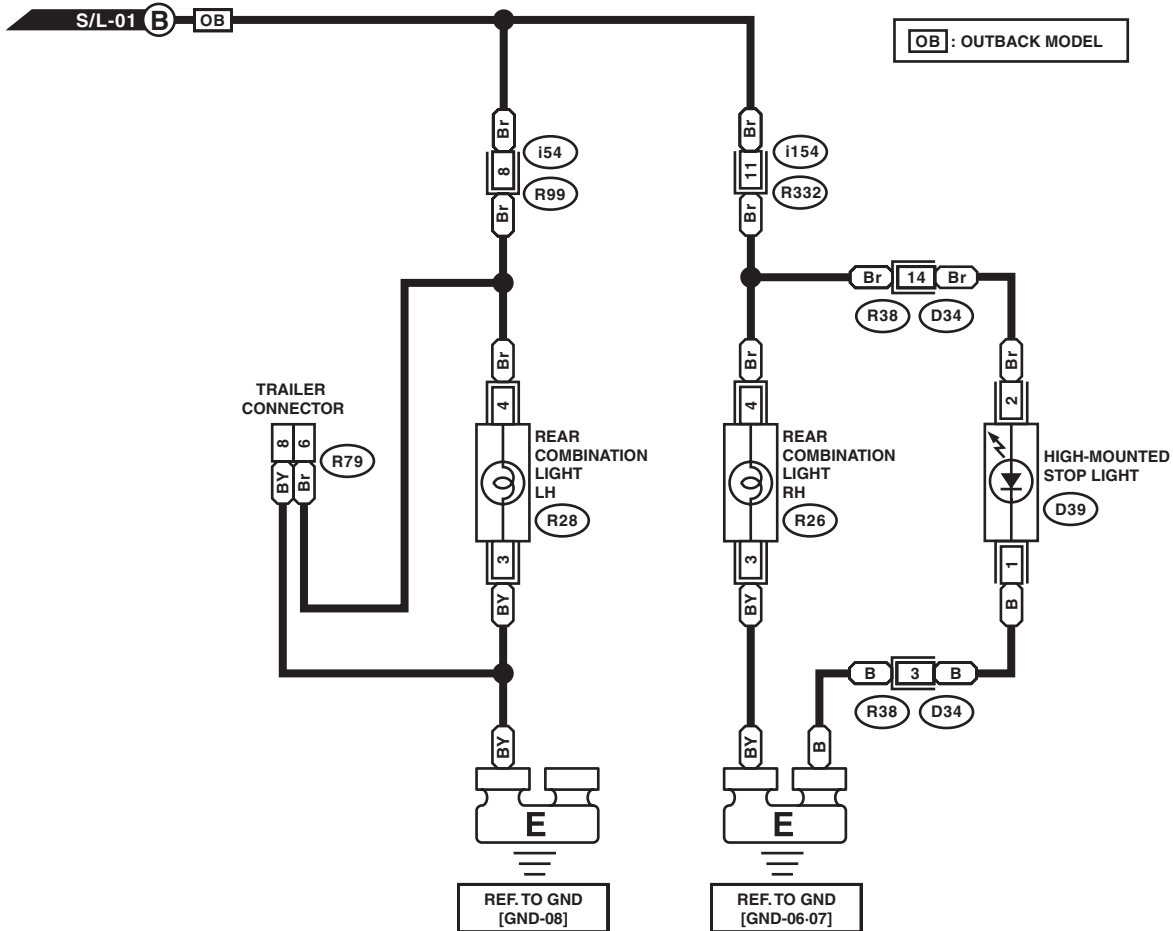 S/L-01 B OB
OB : OUTBACK MODEL
Br
Br
8
i54
R99
11
i154
R332
Br
Br
Br 14 Br
R38 D34
Br
Br
Br
TRAILER
CONNECTOR
8 6
R79
BY Br
4
REAR
COMBINATION
LIGHT
LH
R28
3
BY
4
REAR
COMBINATION
LIGHT
RH
R26
3
BY
2
HIGH-MOUNTED
STOP LIGHT
D39
1
B
B 3 B
R38 D34
BY
BY
B
E
E
REF. TO GND
[GND-08]
REF. TO GND
[GND-06·07]